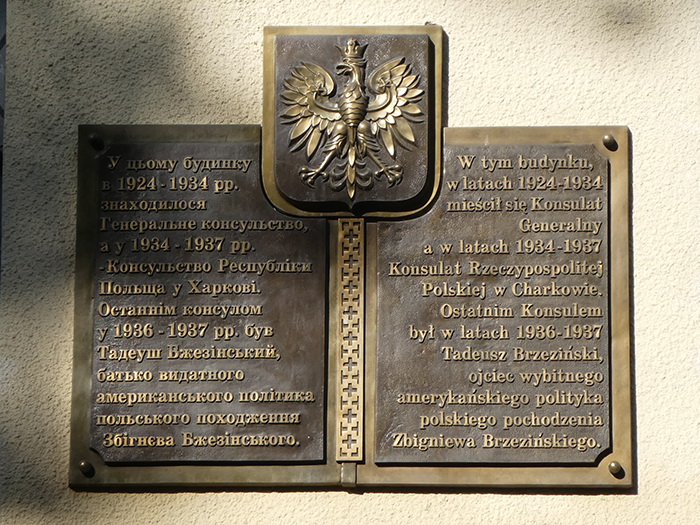 У цьому будинку
в 1924 - 1934 рр.
знаходилося
Генеральне консульство,
а у 1934 - 1937 рр.
-Консульство Республіки
Польща у Харкові.
Останнім консулом
у 1936 - 1937 рр. був
Тадеуш Бжезінський,
батько видатного
американського політика
польського походження
Збігнєва Бжезінського.
W tym budynku,
w latach 1924-1934
mieścił się Konsulat
Generalny
a w latach 1934-1937
Konsulat Rzeczypospolitej
Polskiej w Charkowie.
Ostatnim Konsulem
był w latach 1936-1937
Tadeusz Brzeziński,
ojciec wybitnego
amerykańskiego polityka
polskiego pochodzenia
Zbigniewa Brzezińskiego.